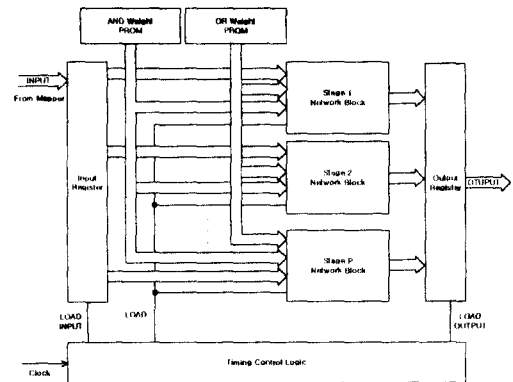 AND Weight
PROM
OR Weight
PROM
INPUT
From Mapper
Input
Register
Stage 1
Network Block
Stage 2
Network Block
Stage P
Network Block
Output
Register
OTUPUT
LOAD
INPUT
LOAD
LOAD
OUTPUT
Timing Control Logic
Clock